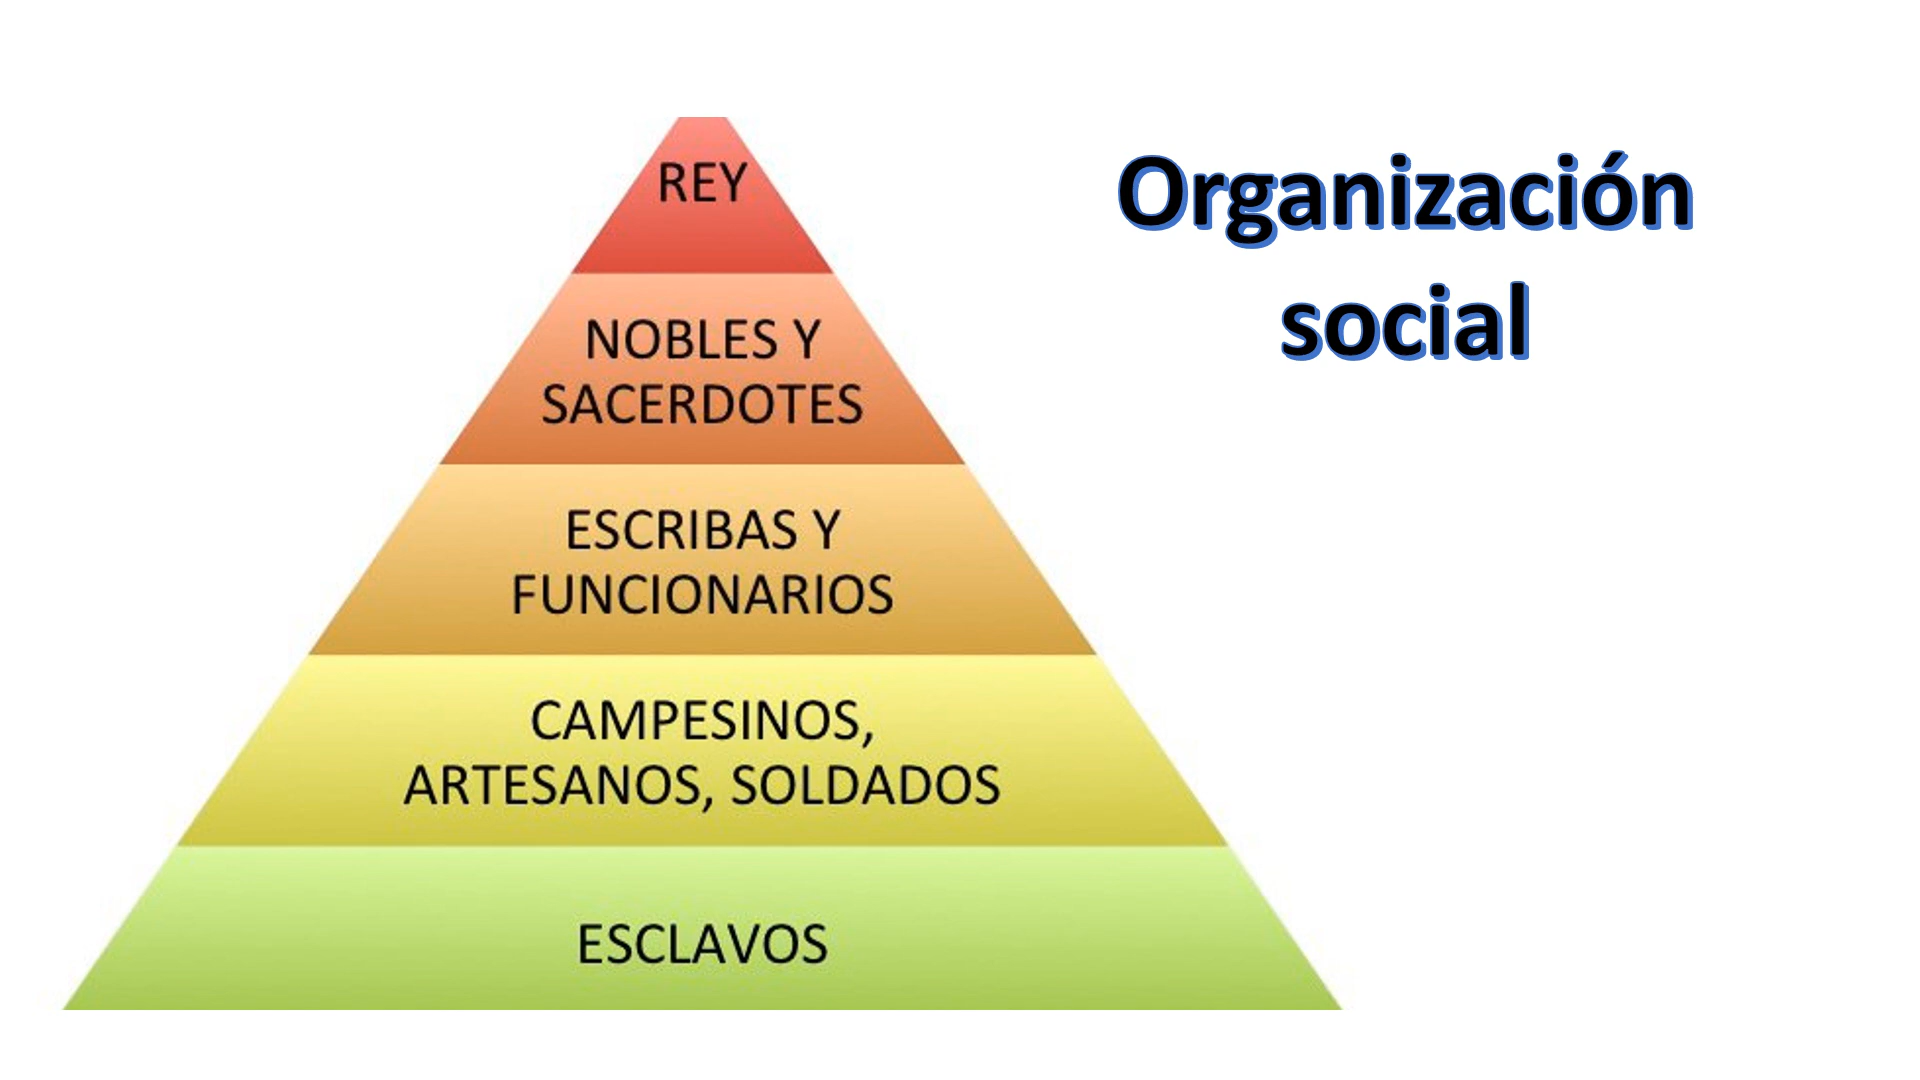 REY
NOBLES Y
SACERDOTES
ESCRIBAS Y
FUNCIONARIOS
CAMPESINOS,
ARTESANOS, SOLDADOS
ESCLAVOS
Organización
social